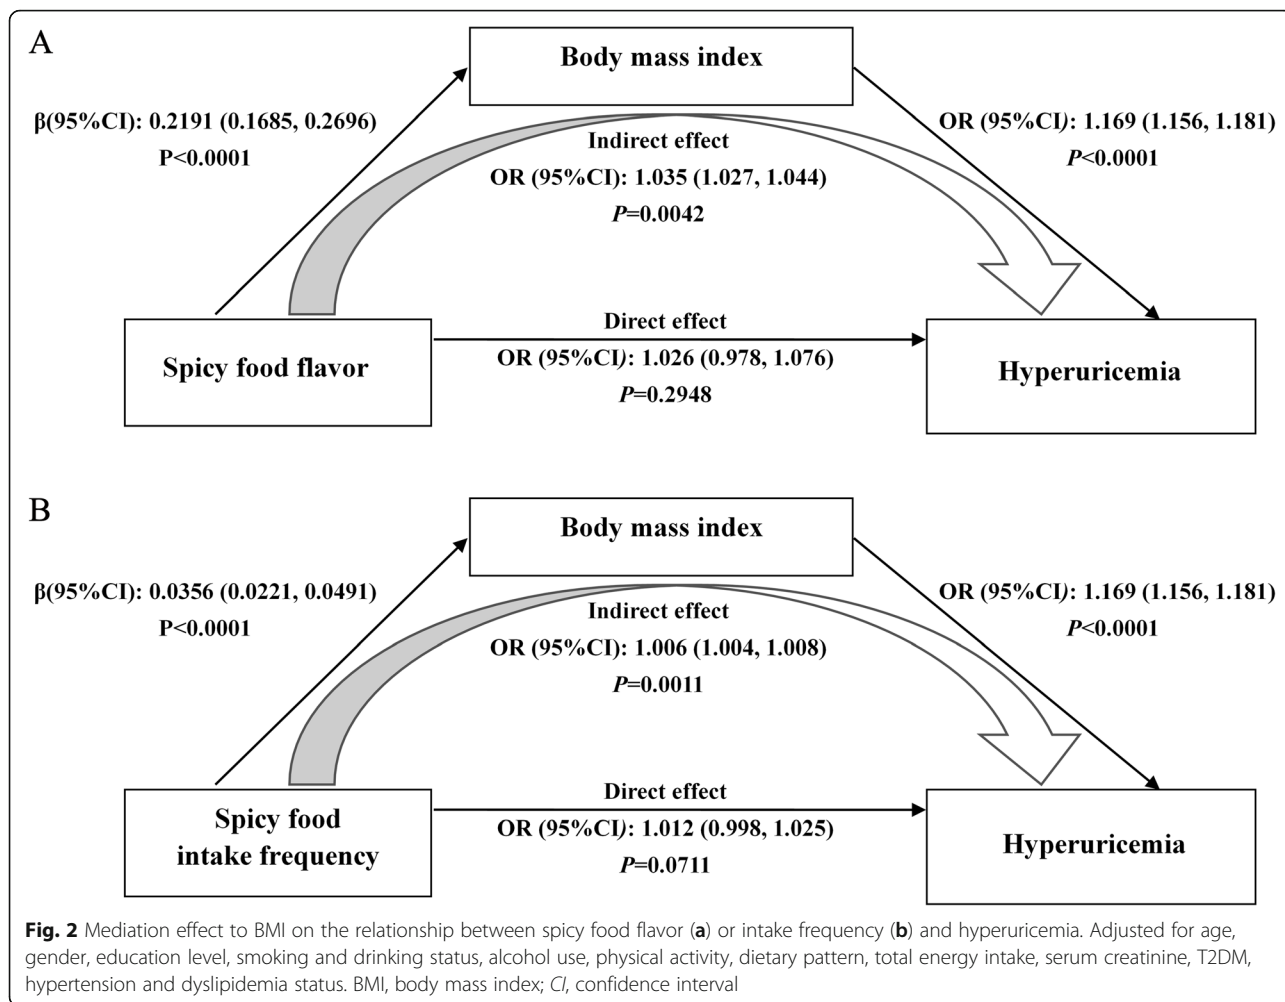 A
Body mass index
β(95%CI): 0.2191 (0.1685, 0.2696)
P<0.0001
OR (95%CI): 1.169 (1.156, 1.181)
P<0.0001
Indirect effect
OR (95%CI): 1.035 (1.027, 1.044)
P=0.0042
Spicy food flavor
Direct effect
OR (95%CI): 1.026 (0.978, 1.076)
P=0.2948
Hyperuricemia
B
Body mass index
β(95%CI): 0.0356 (0.0221, 0.0491)
P<0.0001
OR (95%CI): 1.169 (1.156, 1.181)
P<0.0001
Indirect effect
OR (95%CI): 1.006 (1.004, 1.008)
P=0.0011
Spicy food
intake frequency
Direct effect
OR (95%CI): 1.012 (0.998, 1.025)
P=0.0711
Hyperuricemia
Fig. 2 Mediation effect to BMI on the relationship between spicy food flavor (a) or intake frequency (b) and hyperuricemia. Adjusted for age,
gender, education level, smoking and drinking status, alcohol use, physical activity, dietary pattern, total energy intake, serum creatinine, T2DM,
hypertension and dyslipidemia status. BMI, body mass index; CI, confidence interval